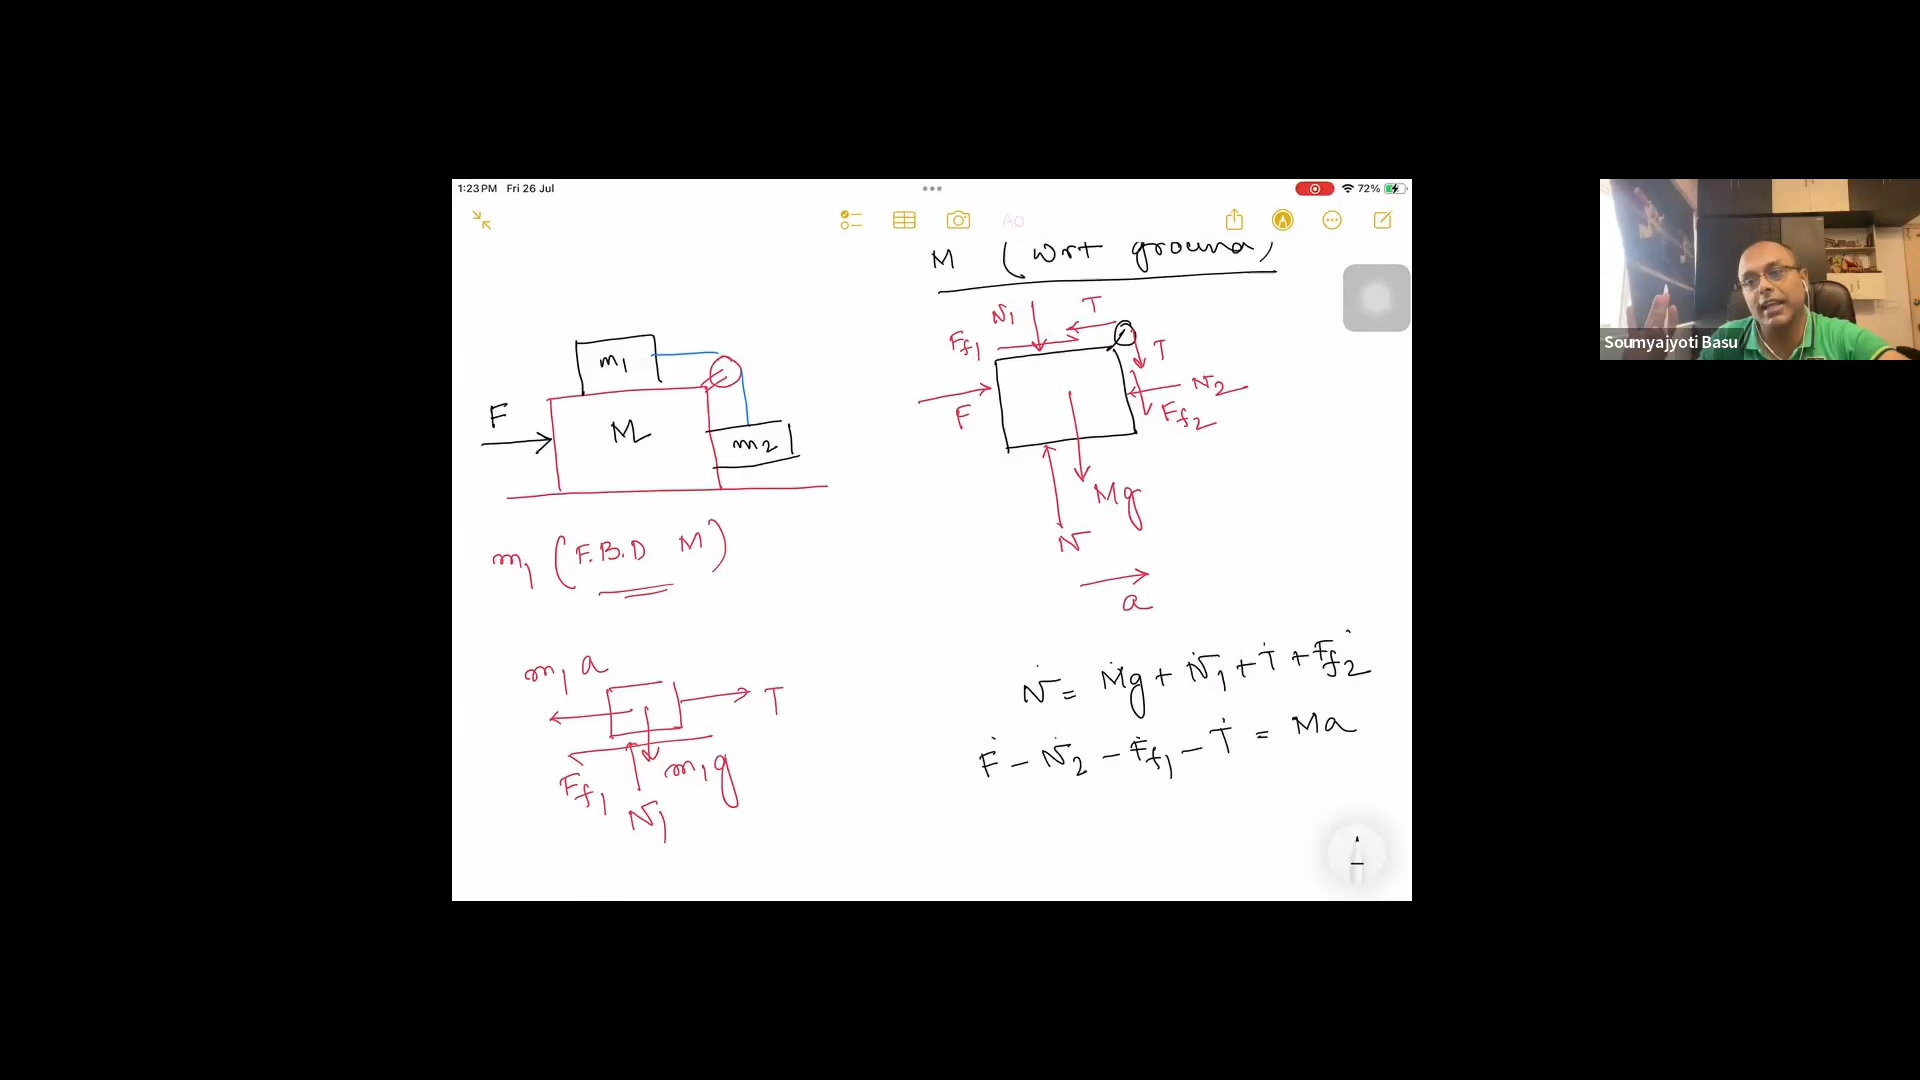 1:23 PM Fri 26 Jul
72%
Aa
M (wrt ground)
N1
T
Ff1
T
F
N2
Ff2
Mg
N
a
m1
F
M
m2
m1 (F.B.D M)
m1 a
T
Ff1
m1g
N1
N = Mg + N1 + T + Ff2
F - N2 - Ff1 - T = Ma
Soumyajyoti Basu